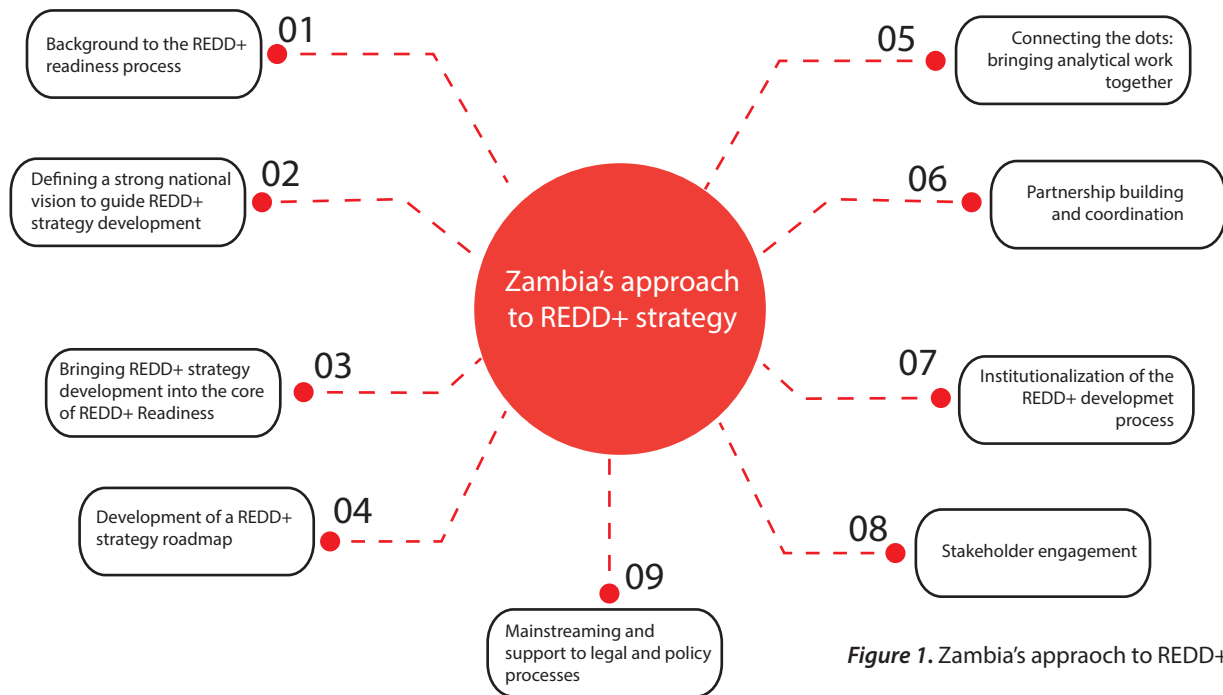 01
Background to the REDD+
readiness process
02
Defining a strong national
vision to guide REDD+
strategy development
03
Bringing REDD+ strategy
development into the core
of REDD+ Readiness
04
Development of a REDD+
strategy roadmap
Zambia’s approach
to REDD+ strategy
05
Connecting the dots:
bringing analytical work
together
06
Partnership building
and coordination
07
Institutionalization of the
REDD+ developmet
process
08
Stakeholder engagement
09
Mainstreaming and
support to legal and policy
processes
Figure 1. Zambia’s appraoch to REDD+